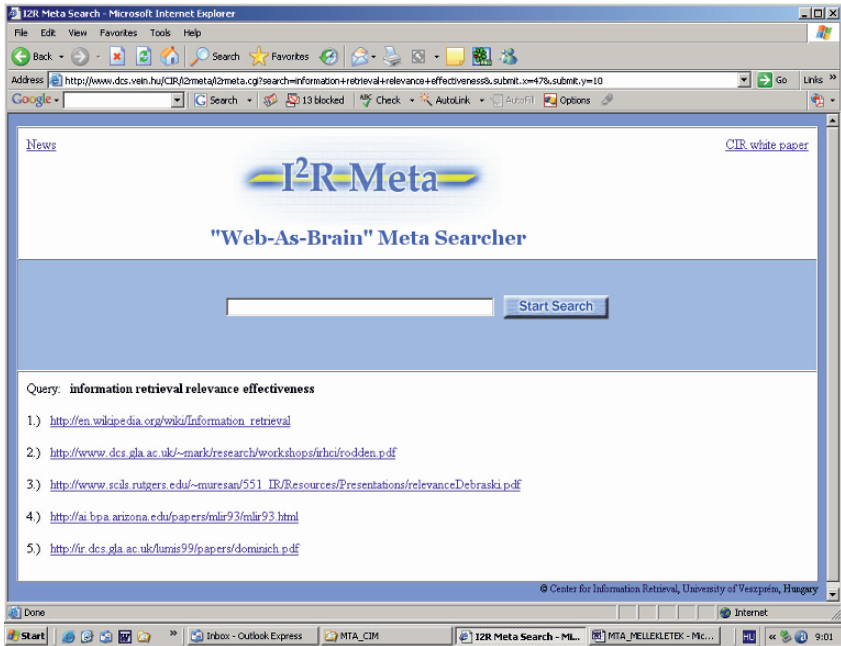 I2R Meta Search - Microsoft Internet Explorer
File Edit View Favorites Tools Help
Back Search Favorites
Address http://www.dcs.vein.hu/CIR/i2rmeta/i2rmeta.cgi?search=information+retrieval+relevance+effectiveness&.submit.x=47&.submit.y=10 Go Links »
Google Search 13 blocked ABC Check AutoLink AutoFill Options
News CIR white paper
I²R-Meta
"Web-As-Brain" Meta Searcher
Start Search
Query: information retrieval relevance effectiveness
1.) http://en.wikipedia.org/wiki/Information_retrieval
2.) http://www.dcs.gla.ac.uk/~mark/research/workshops/irhci/rodden.pdf
3.) http://www.scils.rutgers.edu/~muresan/551_IR/Resources/Presentations/relevanceDebraski.pdf
4.) http://ai.bpa.arizona.edu/papers/mlir93/mlir93.html
5.) http://ir.dcs.gla.ac.uk/lumis99/papers/dominich.pdf
© Center for Information Retrieval, University of Veszprém, Hungary
Done Internet
Start » Inbox - Outlook Express MTA_CIM I2R Meta Search - Mi... MTA_MELLEKLETEK - Mic... HU « 9:01